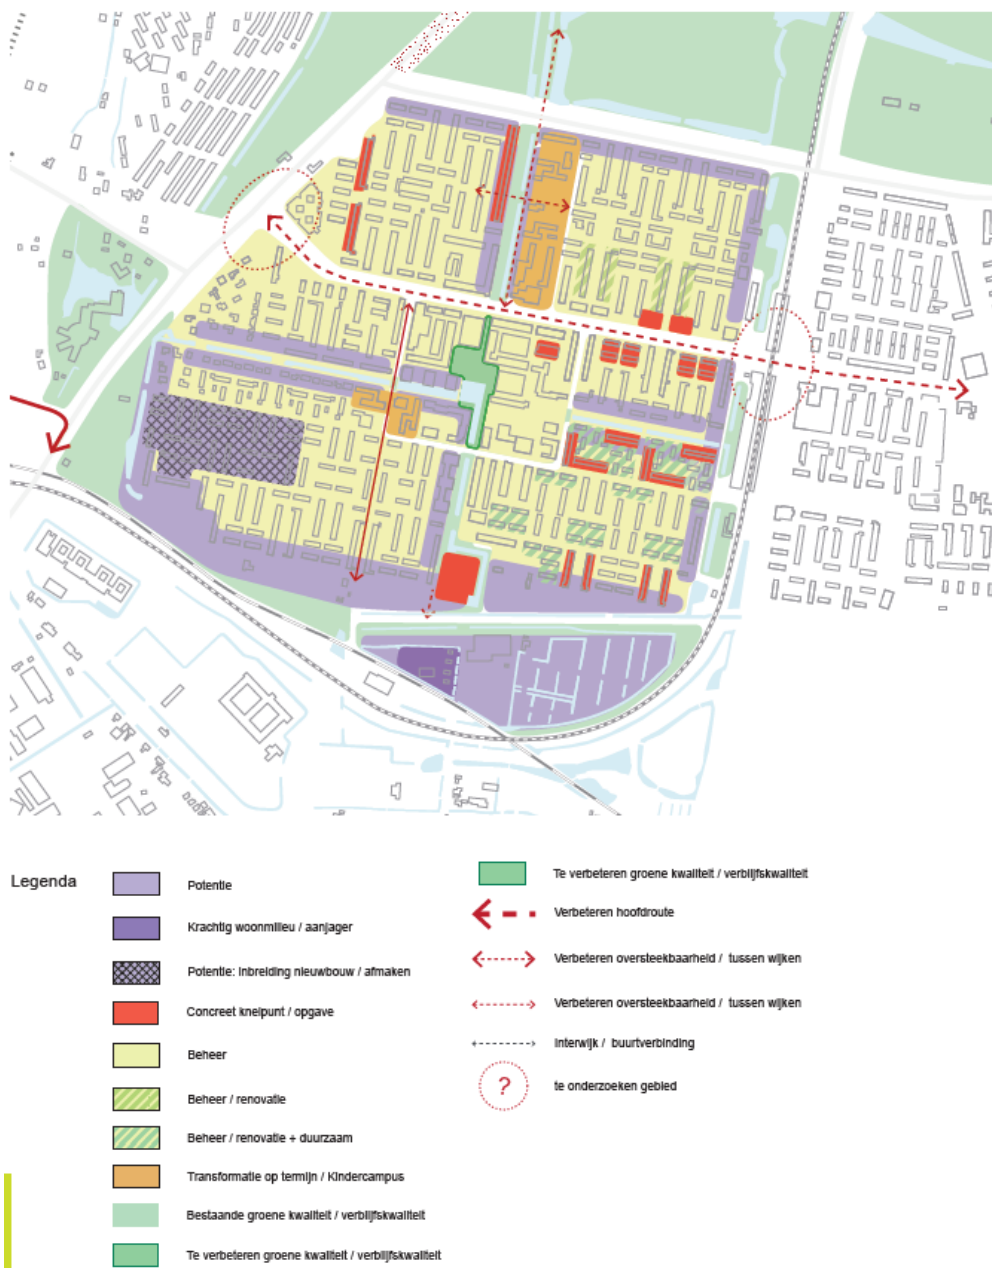 Legenda
Potentie
Krachtig woonmilieu / aanjager
Potentie: Inbreiding nieuwbouw / afmaken
Concreet knelpunt / opgave
Beheer
Beheer / renovatie
Beheer / renovatie + duurzaam
Transformatie op termijn / Kindercampus
Bestaande groene kwaliteit / verblijfskwaliteit
Te verbeteren groene kwaliteit / verblijfskwaliteit
Te verbeteren groene kwaliteit / verblijfskwaliteit
Verbeteren hoofdroute
Verbeteren oversteekbaarheid / tussen wijken
Verbeteren oversteekbaarheid / tussen wijken
Interwijk / buurtverbinding
?
te onderzoeken gebied